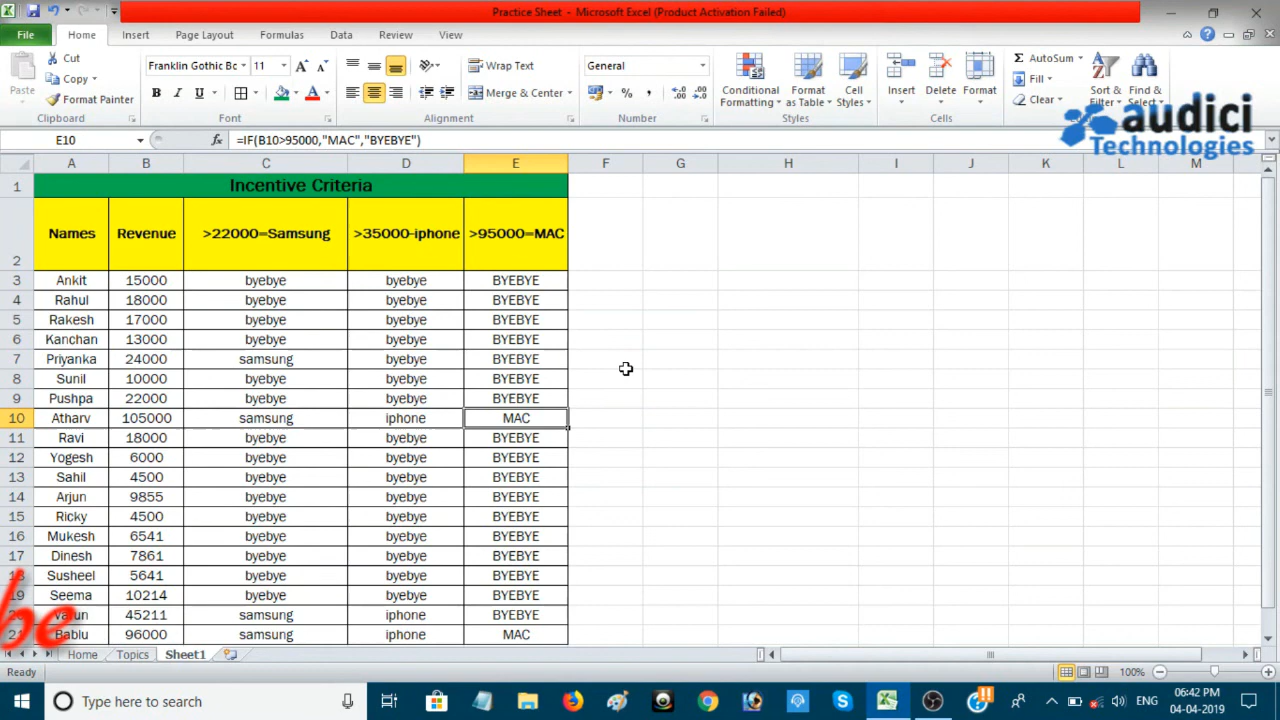 Practice Sheet - Microsoft Excel (Product Activation Failed)
File Home Insert Page Layout Formulas Data Review View
Cut
Copy
Format Painter
Paste
Clipboard
Franklin Gothic Bc 11
B I U
Font
Wrap Text
Merge & Center
Alignment
General
Number
Conditional Formatting
Format as Table
Cell Styles
Styles
Insert Delete Format
Cells
AutoSum
Fill
Clear
Sort & Filter
Find & Select
audici
Technologies
E10 fx =IF(B10>95000,"MAC","BYEBYE")
A B C D E F G H I J K L M
1 Incentive Criteria
2 Names Revenue >22000=Samsung >35000-iphone >95000=MAC
3 Ankit 15000 byebye byebye BYEBYE
4 Rahul 18000 byebye byebye BYEBYE
5 Rakesh 17000 byebye byebye BYEBYE
6 Kanchan 13000 byebye byebye BYEBYE
7 Priyanka 24000 samsung byebye BYEBYE
8 Sunil 10000 byebye byebye BYEBYE
9 Pushpa 22000 byebye byebye BYEBYE
10 Atharv 105000 samsung iphone MAC
11 Ravi 18000 byebye byebye BYEBYE
12 Yogesh 6000 byebye byebye BYEBYE
13 Sahil 4500 byebye byebye BYEBYE
14 Arjun 9855 byebye byebye BYEBYE
15 Ricky 4500 byebye byebye BYEBYE
16 Mukesh 6541 byebye byebye BYEBYE
17 Dinesh 7861 byebye byebye BYEBYE
18 Susheel 5641 byebye byebye BYEBYE
19 Seema 10214 byebye byebye BYEBYE
20 Varun 45211 samsung iphone BYEBYE
21 Bablu 96000 samsung iphone MAC
be
Home Topics Sheet1
Ready 100%
Type here to search
ENG
06:42 PM
04-04-2019